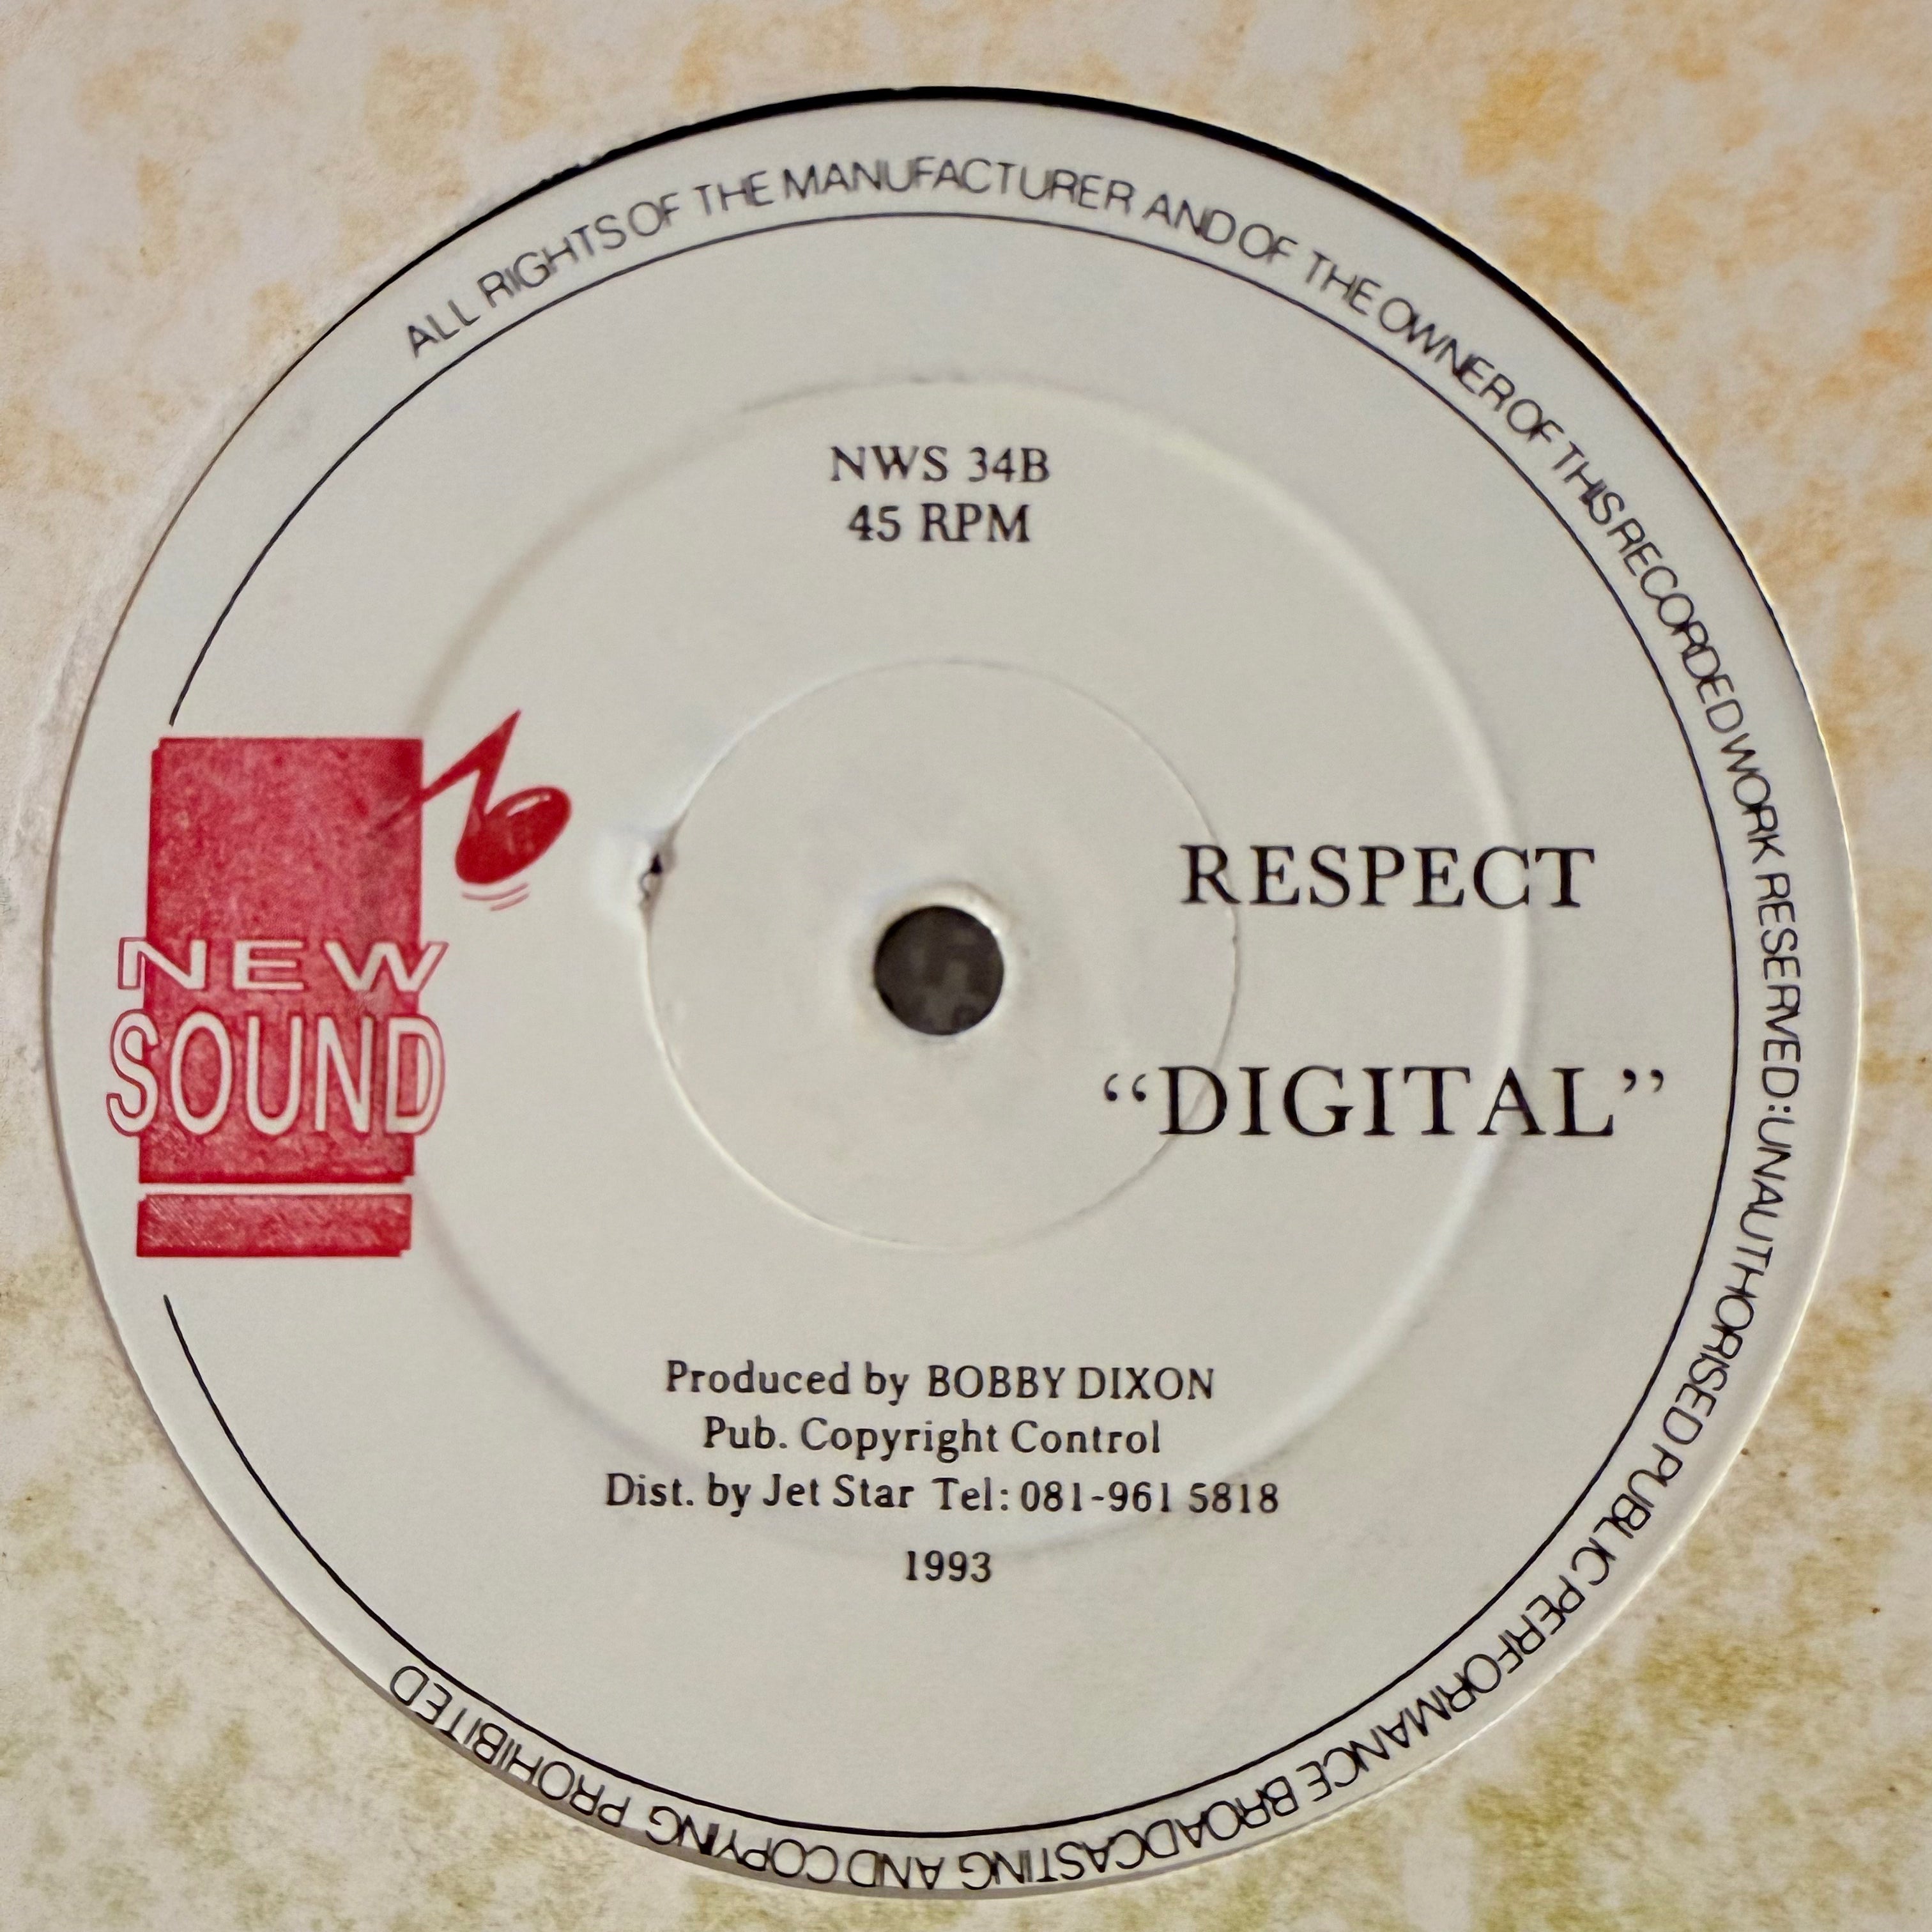 ALL RIGHTS OF THE MANUFACTURER AND OF THE OWNER OF THIS RECORDED WORK RESERVED: UNAUTHORISED PUBLIC PERFORMANCE BROADCASTING AND COPYING PROHIBITED
NWS 34B
45 RPM
NEW
SOUND
RESPECT
“DIGITAL”
Produced by BOBBY DIXON
Pub. Copyright Control
Dist. by Jet Star Tel: 081-961 5818
1993